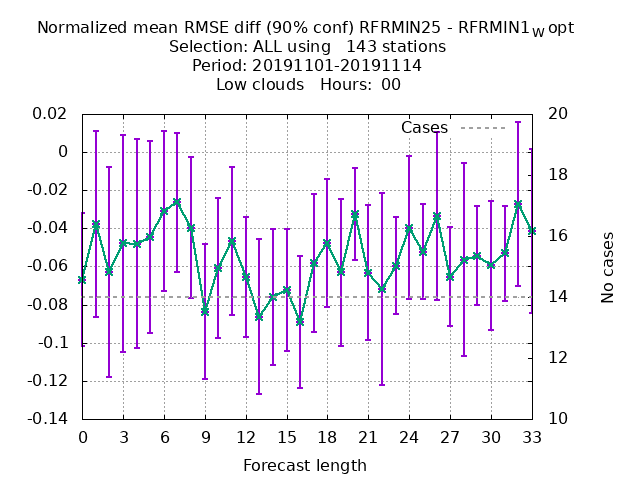 Normalized mean RMSE diff (90% conf) RFRMIN25 - RFRMIN1w opt
Selection: ALL using   143 stations
Period: 20191101-20191114
Low clouds   Hours:  00
Cases
0.02
0
-0.02
-0.04
-0.06
-0.08
-0.1
-0.12
-0.14
20
18
16
14
12
10
No cases
0 3 6 9 12 15 18 21 24 27 30 33
Forecast length